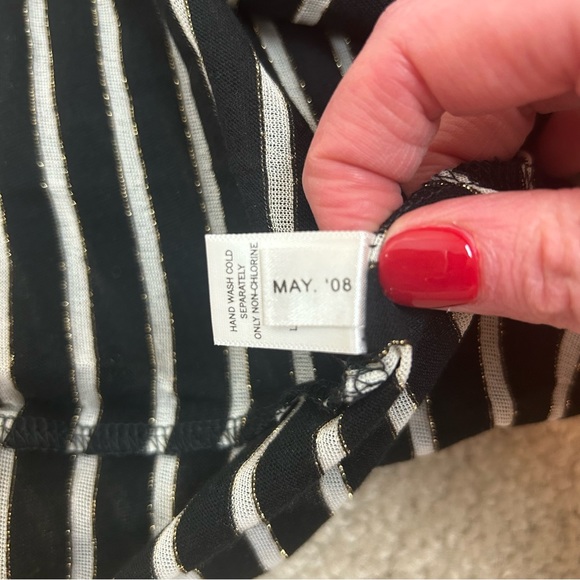 HAND WASH COLD
SEPARATELY
ONLY NON-CHLORINE
MAY. '08